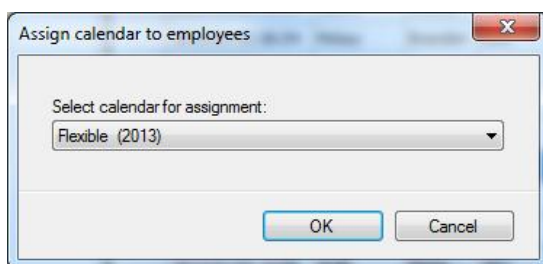 Assign calendar to employees
Select calendar for assignment:
Flexible (2013)
OK Cancel